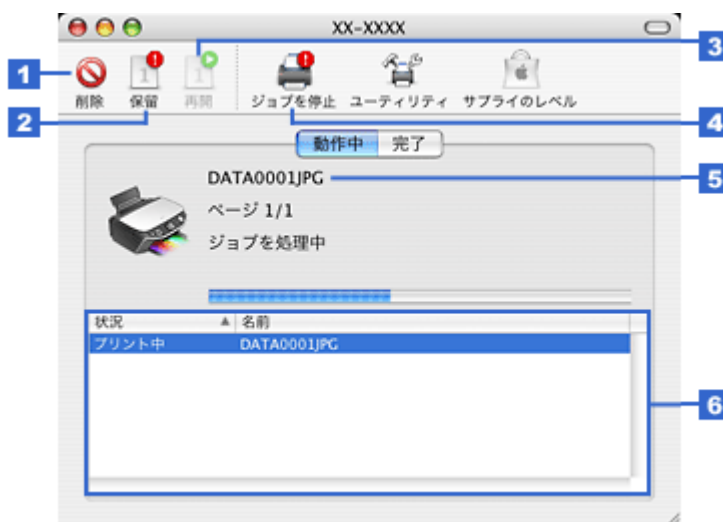 XX-XXXX
1
2
3
4
5
6
削除
保留
再開
ジョブを停止
ユーティリティ
サプライのレベル
動作中
完了
DATA0001JPG
ページ 1/1
ジョブを処理中
状況
名前
プリント中
DATA0001JPG